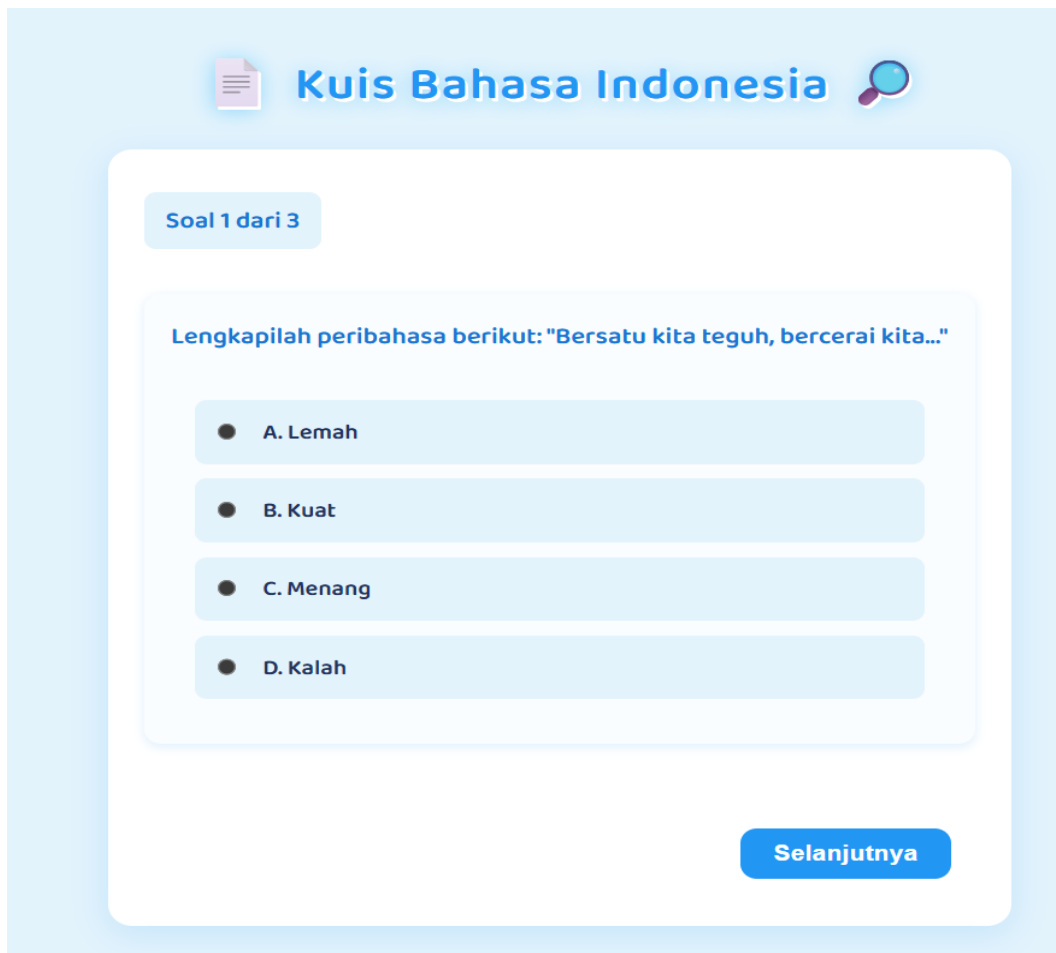 Kuis Bahasa Indonesia
Soal 1 dari 3
Lengkapilah peribahasa berikut: "Bersatu kita teguh, bercerai kita..."
A. Lemah
B. Kuat
C. Menang
D. Kalah
Selanjutnya